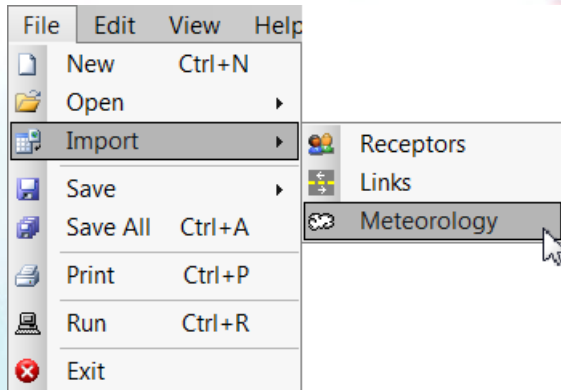 File Edit View Help
New Ctrl+N
Open
Import
Receptors
Links
Meteorology
Save
Save All Ctrl+A
Print Ctrl+P
Run Ctrl+R
Exit